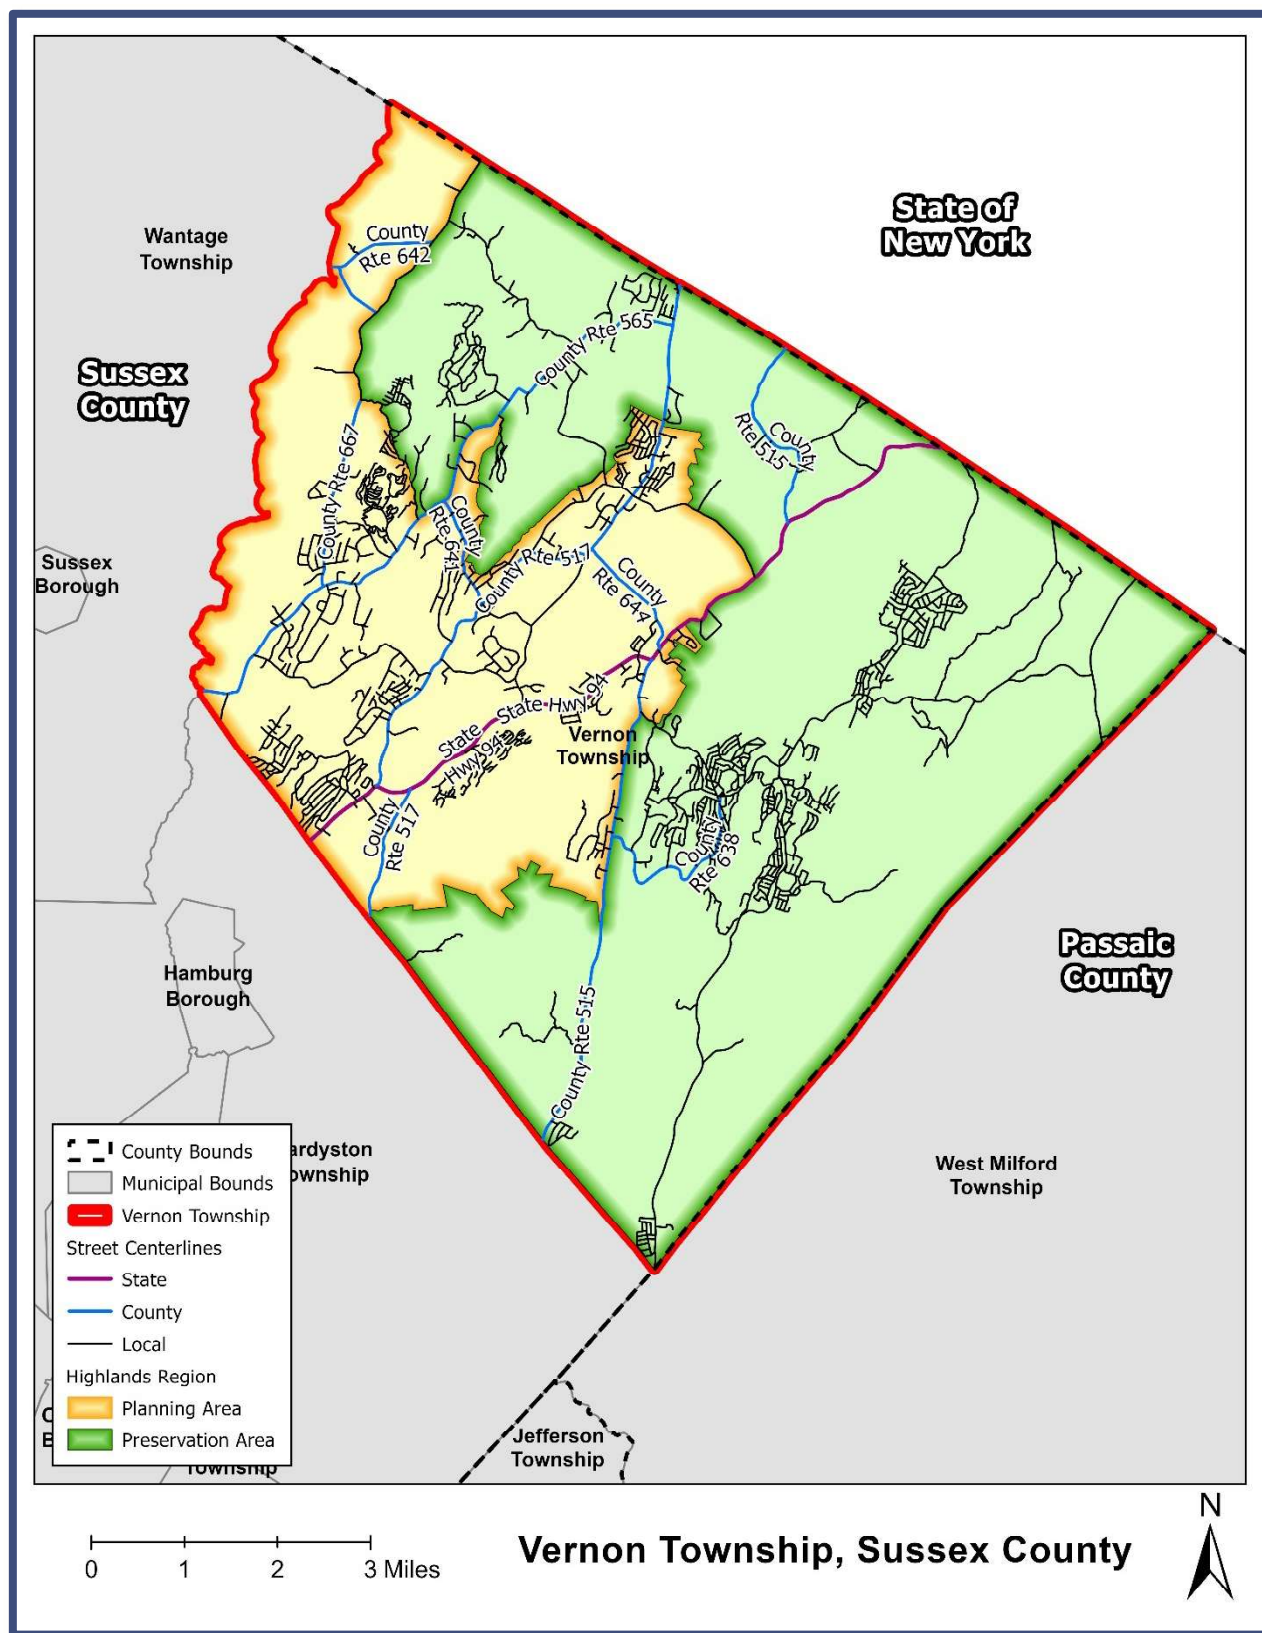 State of
New York
Wantage
Township
County
Rte 642
County Rte 565
Sussex
County
County
Rte 515
County Rte 667
County
Rte 641
County Rte 517
County
Rte 644
Sussex
Borough
State Hwy 94
State
Hwy 94
Vernon
Township
County
Rte 517
County
Rte 638
Passaic
County
Hamburg
Borough
County Rte 515
ardyston
ownship
West Milford
Township
County Bounds
Municipal Bounds
Vernon Township
Street Centerlines
State
County
Local
Highlands Region
Planning Area
Preservation Area
Township
Jefferson
Township
N
0 1 2 3 Miles
Vernon Township, Sussex County